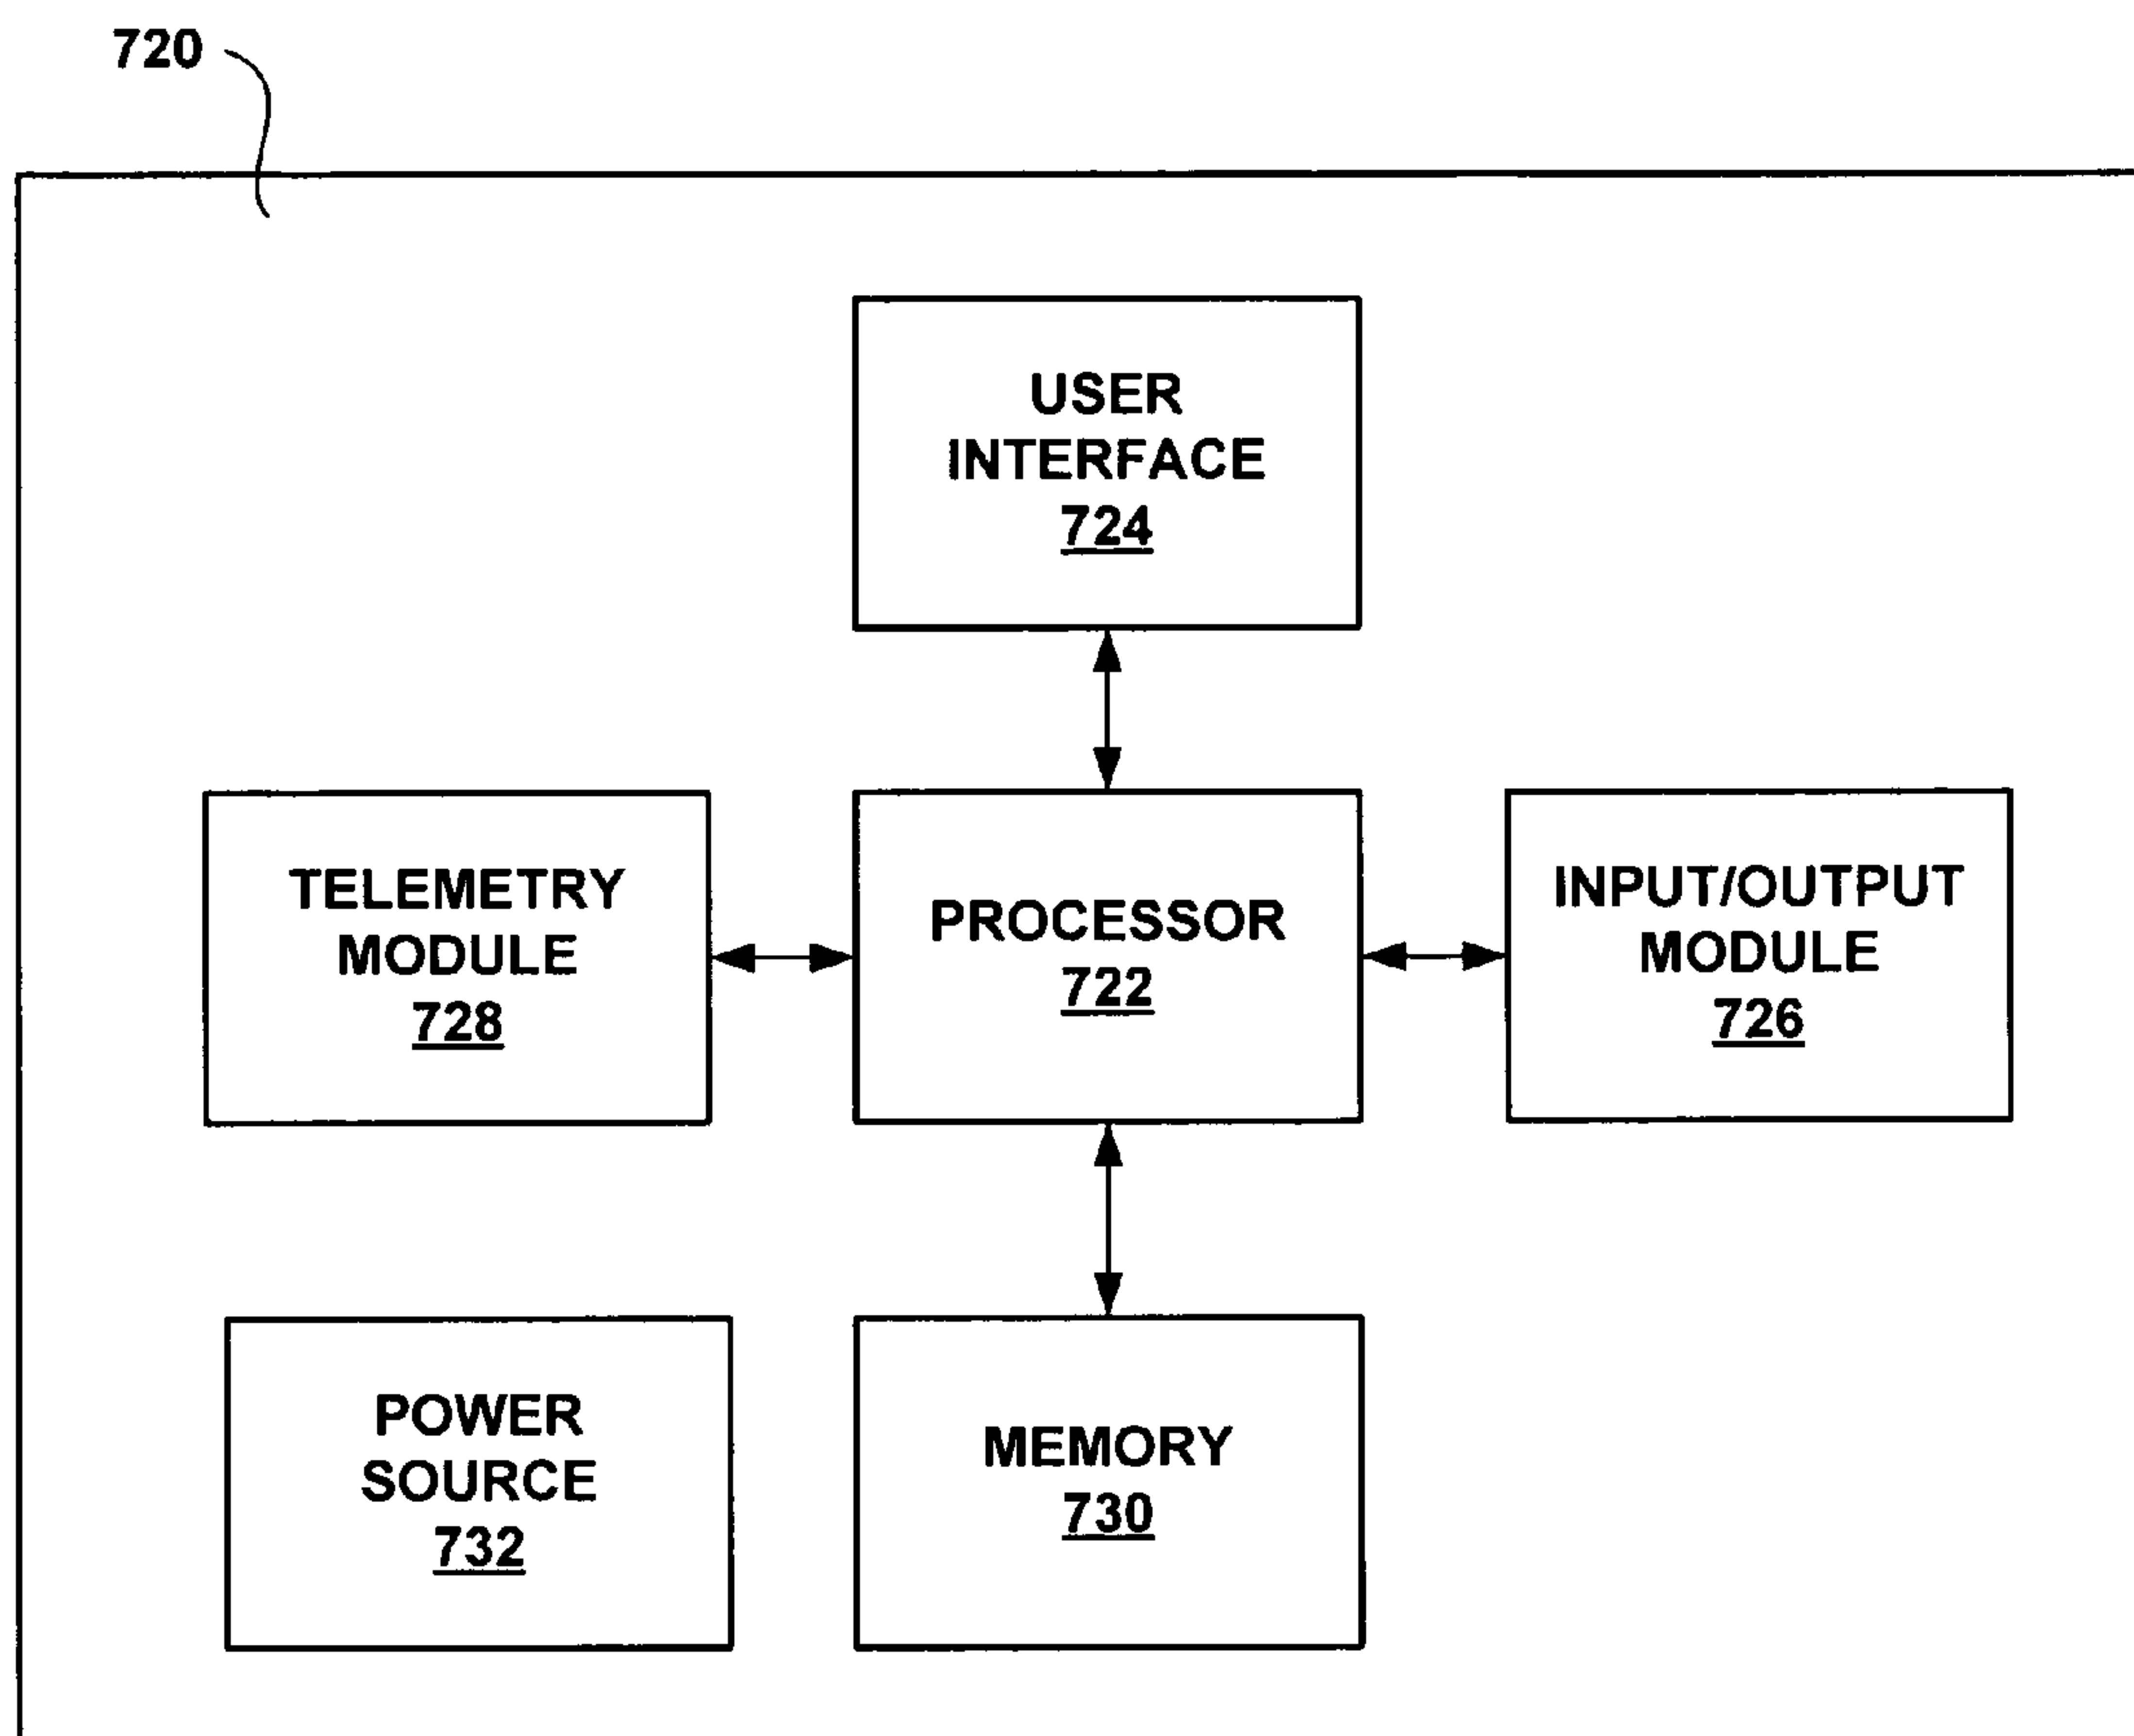 720
USER
INTERFACE
724
TELEMETRY
MODULE
728
PROCESSOR
722
INPUT/OUTPUT
MODULE
726
POWER
SOURCE
732
MEMORY
730